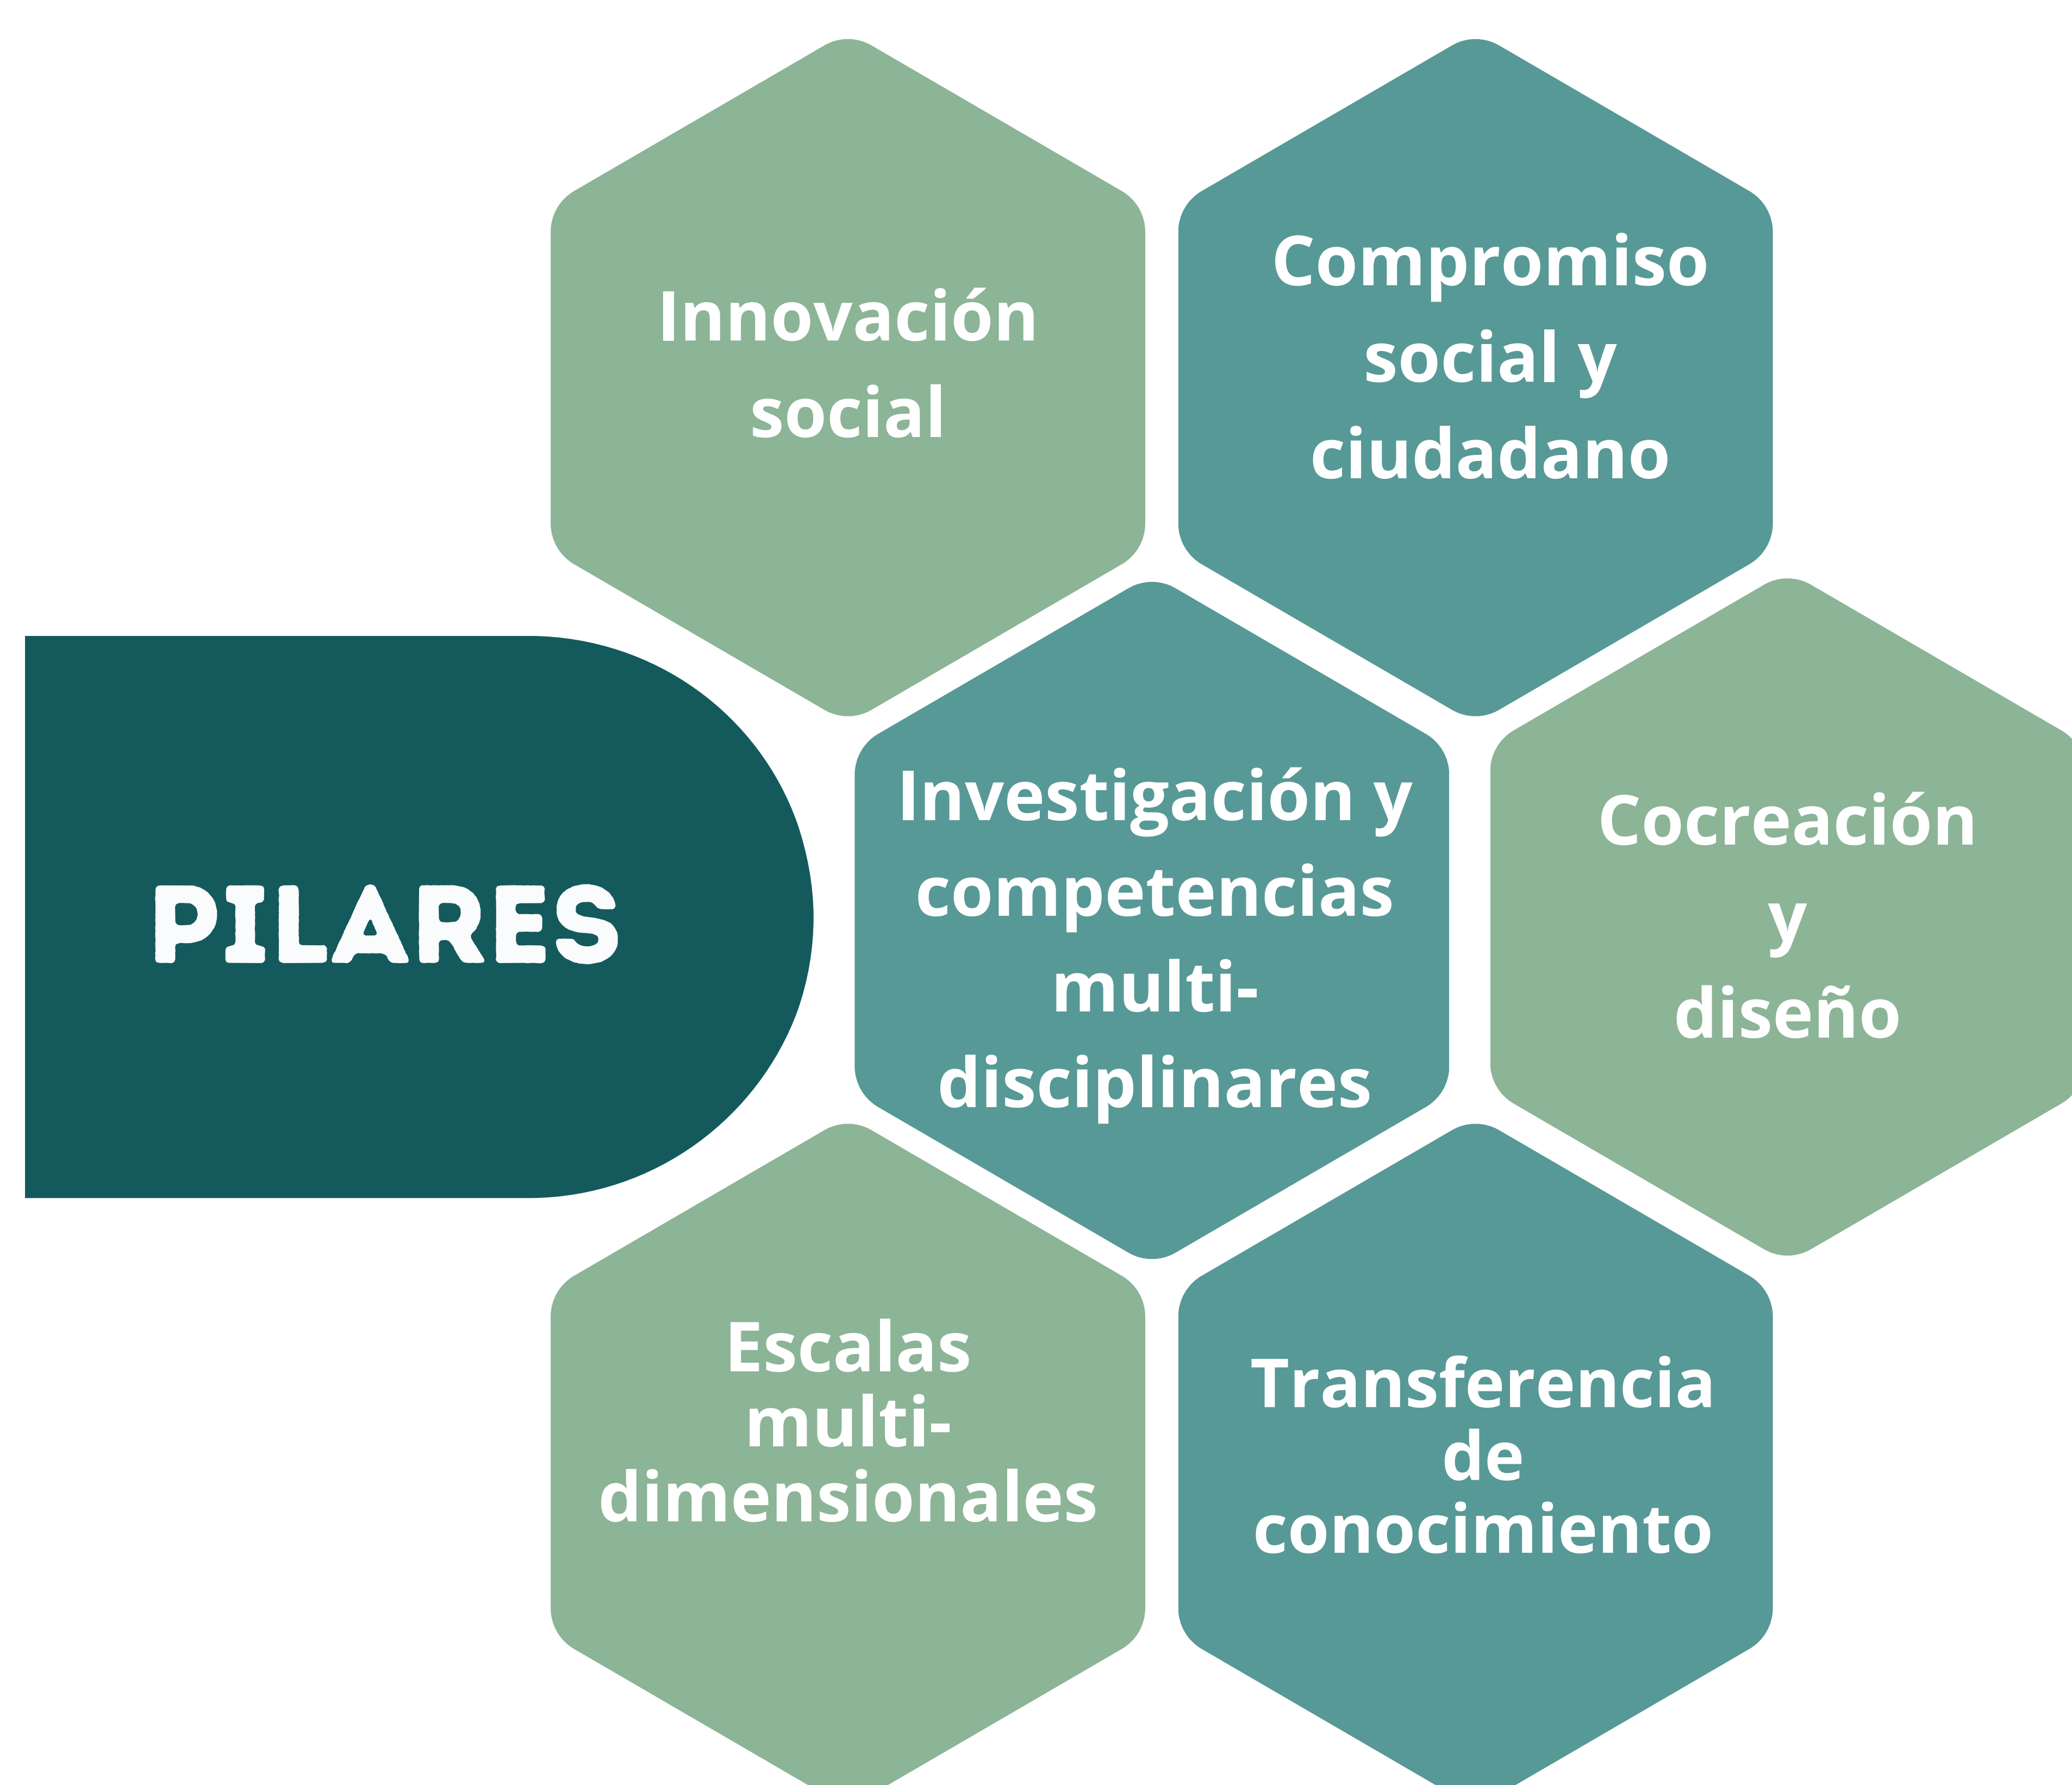 Innovación
social
Compromiso
social y
ciudadano
PILARES
Investigación y
competencias
multi-
disciplinares
Cocreación
y
diseño
Escalas
multi-
dimensionales
Transferencia
de
conocimiento